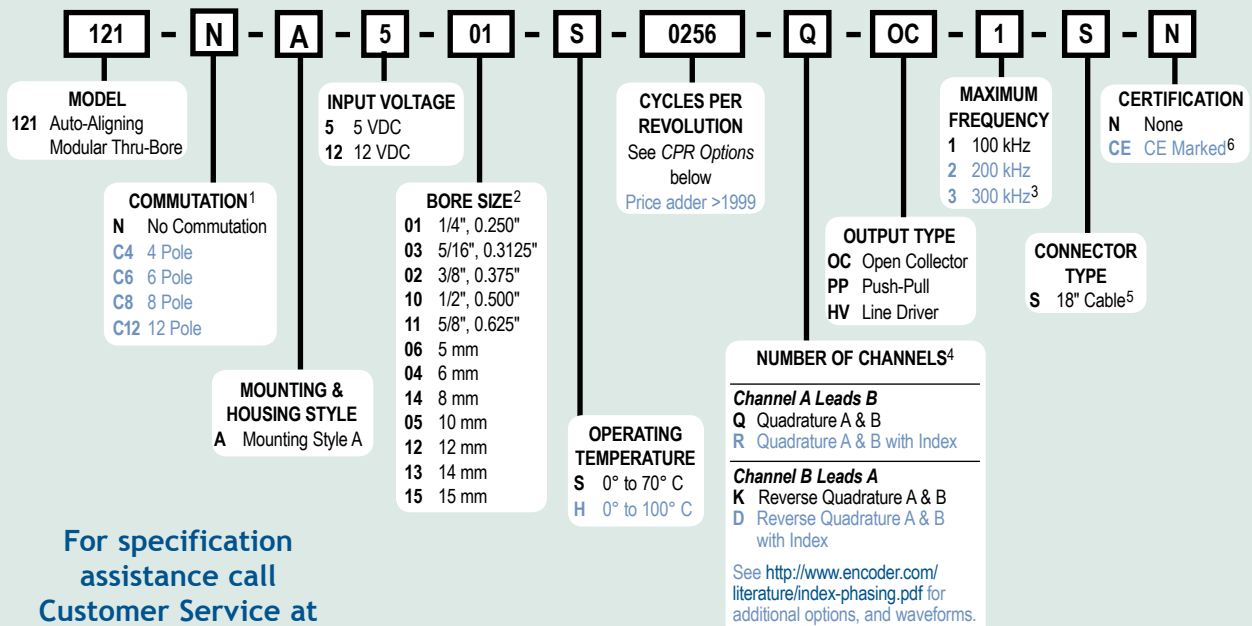 121 - N - A - 5 - 01 - S - 0256 - Q - OC - 1 - S - N
MODEL
121 Auto-Aligning
Modular Thru-Bore
COMMUTATION1
N No Commutation
C4 4 Pole
C6 6 Pole
C8 8 Pole
C12 12 Pole
MOUNTING &
HOUSING STYLE
A Mounting Style A
INPUT VOLTAGE
5 5 VDC
12 12 VDC
BORE SIZE2
01 1/4", 0.250"
03 5/16", 0.3125"
02 3/8", 0.375"
10 1/2", 0.500"
11 5/8", 0.625"
06 5 mm
04 6 mm
14 8 mm
05 10 mm
12 12 mm
13 14 mm
15 15 mm
OPERATING
TEMPERATURE
S 0° to 70° C
H 0° to 100° C
CYCLES PER
REVOLUTION
See CPR Options
below
Price adder >1999
NUMBER OF CHANNELS4
Channel A Leads B
Q Quadrature A & B
R Quadrature A & B with Index
Channel B Leads A
K Reverse Quadrature A & B
D Reverse Quadrature A & B
with Index
See http://www.encoder.com/
literature/index-phasing.pdf for
additional options, and waveforms.
OUTPUT TYPE
OC Open Collector
PP Push-Pull
HV Line Driver
MAXIMUM
FREQUENCY
1 100 kHz
2 200 kHz
3 300 kHz3
CONNECTOR
TYPE
S 18" Cable5
CERTIFICATION
N None
CE CE Marked6
For specification
assistance call
Customer Service at